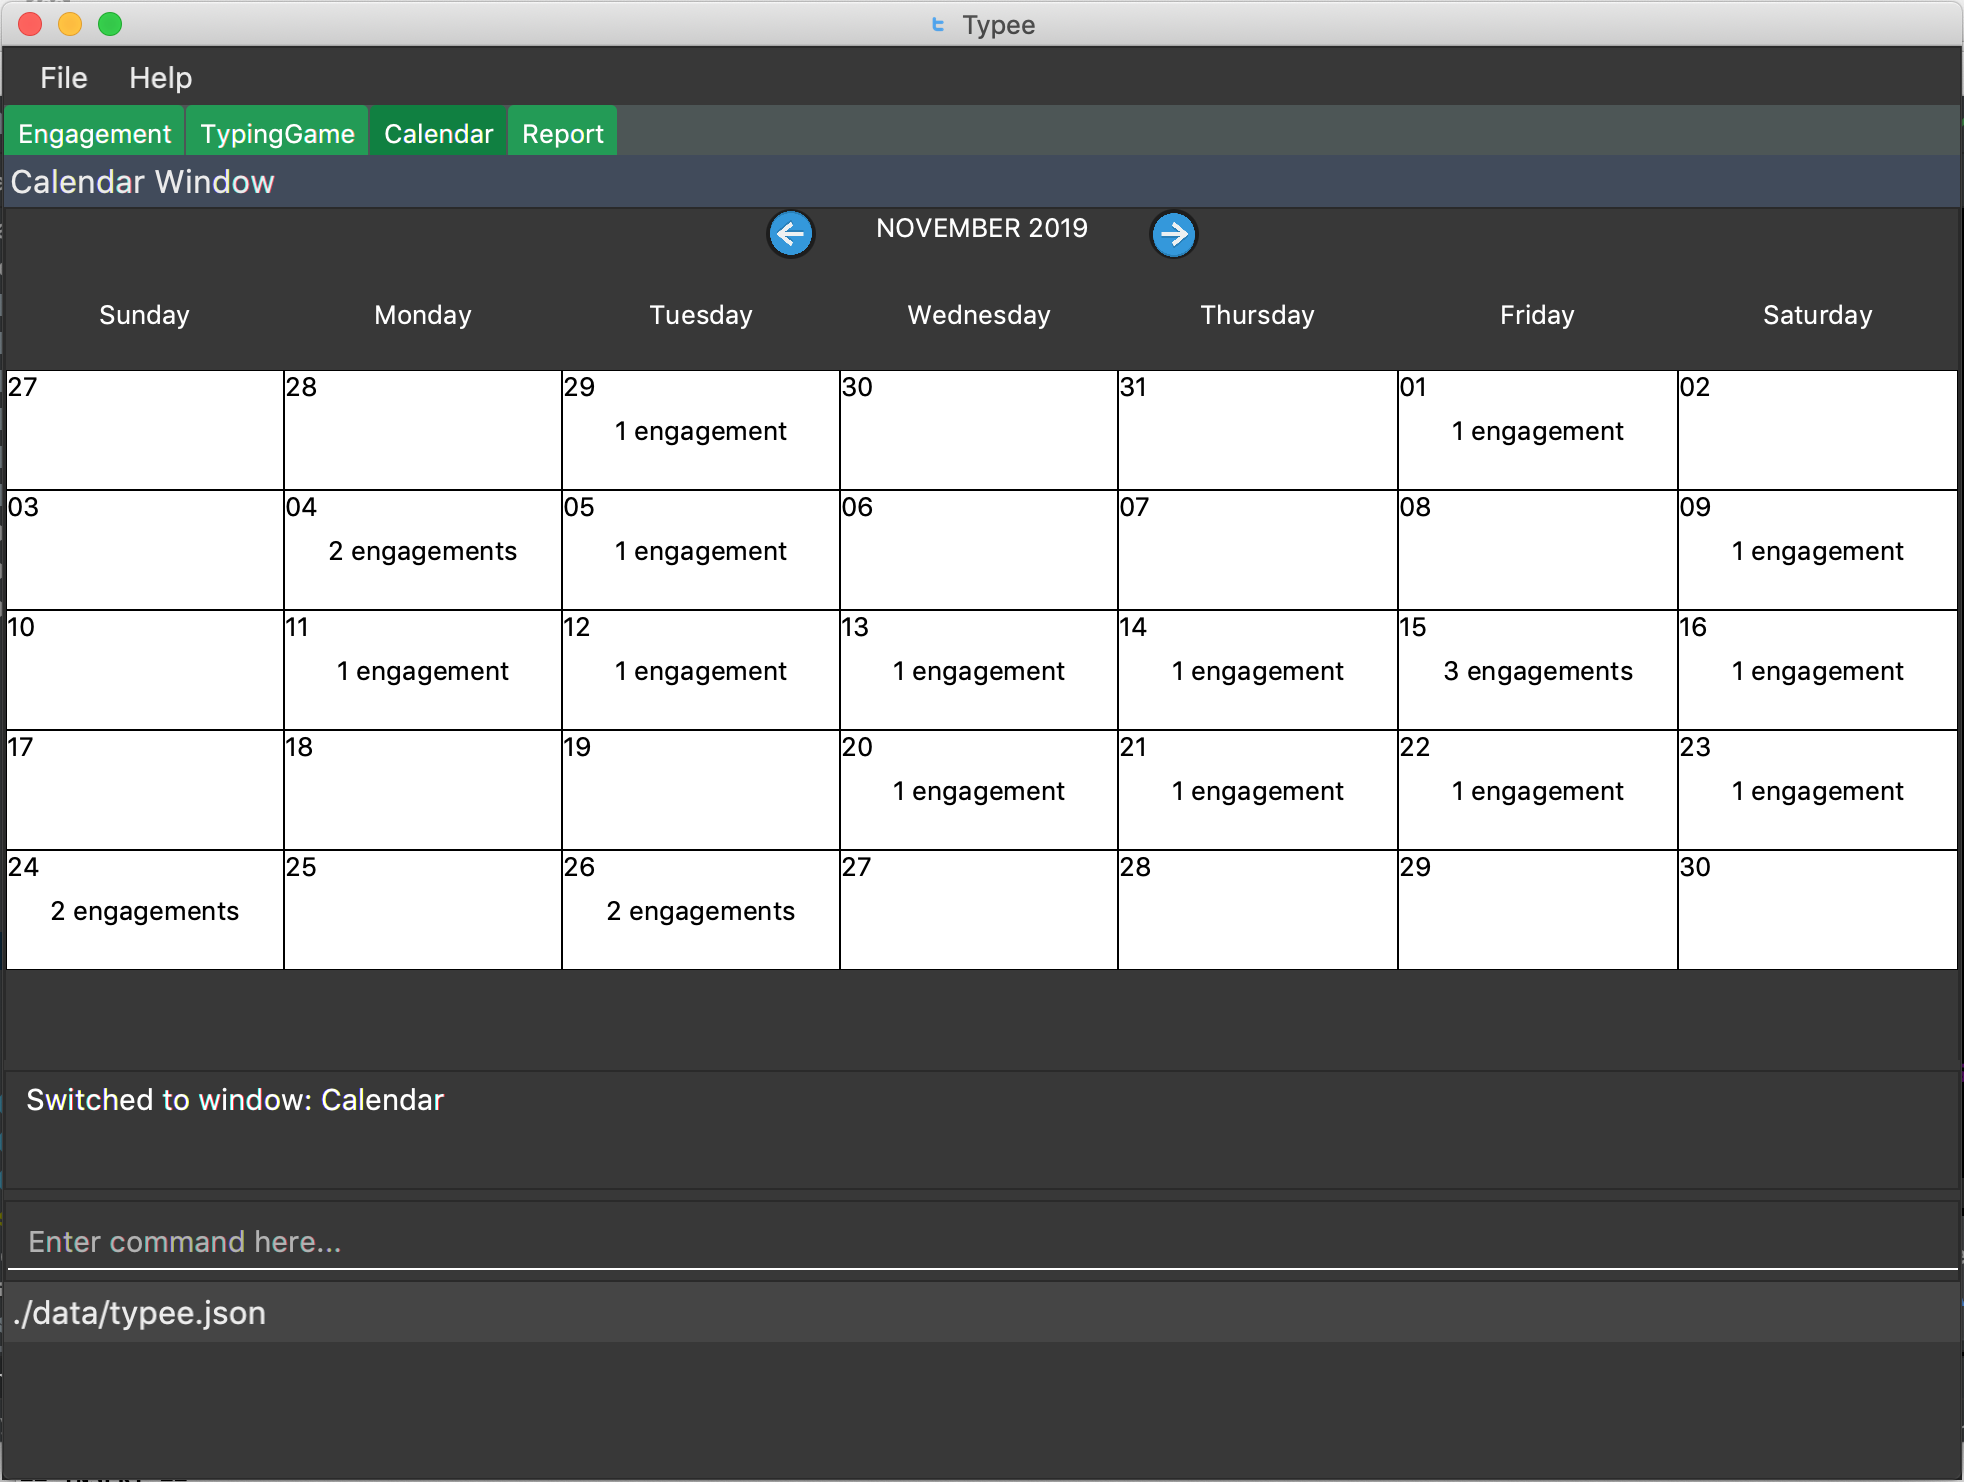 Typee
File Help
Engagement TypingGame Calendar Report
Calendar Window
NOVEMBER 2019
Sunday Monday Tuesday Wednesday Thursday Friday Saturday
27 28 29 30 31 01 02
1 engagement 1 engagement
03 04 05 06 07 08 09
2 engagements 1 engagement 1 engagement
10 11 12 13 14 15 16
1 engagement 1 engagement 1 engagement 1 engagement 3 engagements 1 engagement
17 18 19 20 21 22 23
1 engagement 1 engagement 1 engagement 1 engagement
24 25 26 27 28 29 30
2 engagements 2 engagements
Switched to window: Calendar
Enter command here...
./data/typee.json